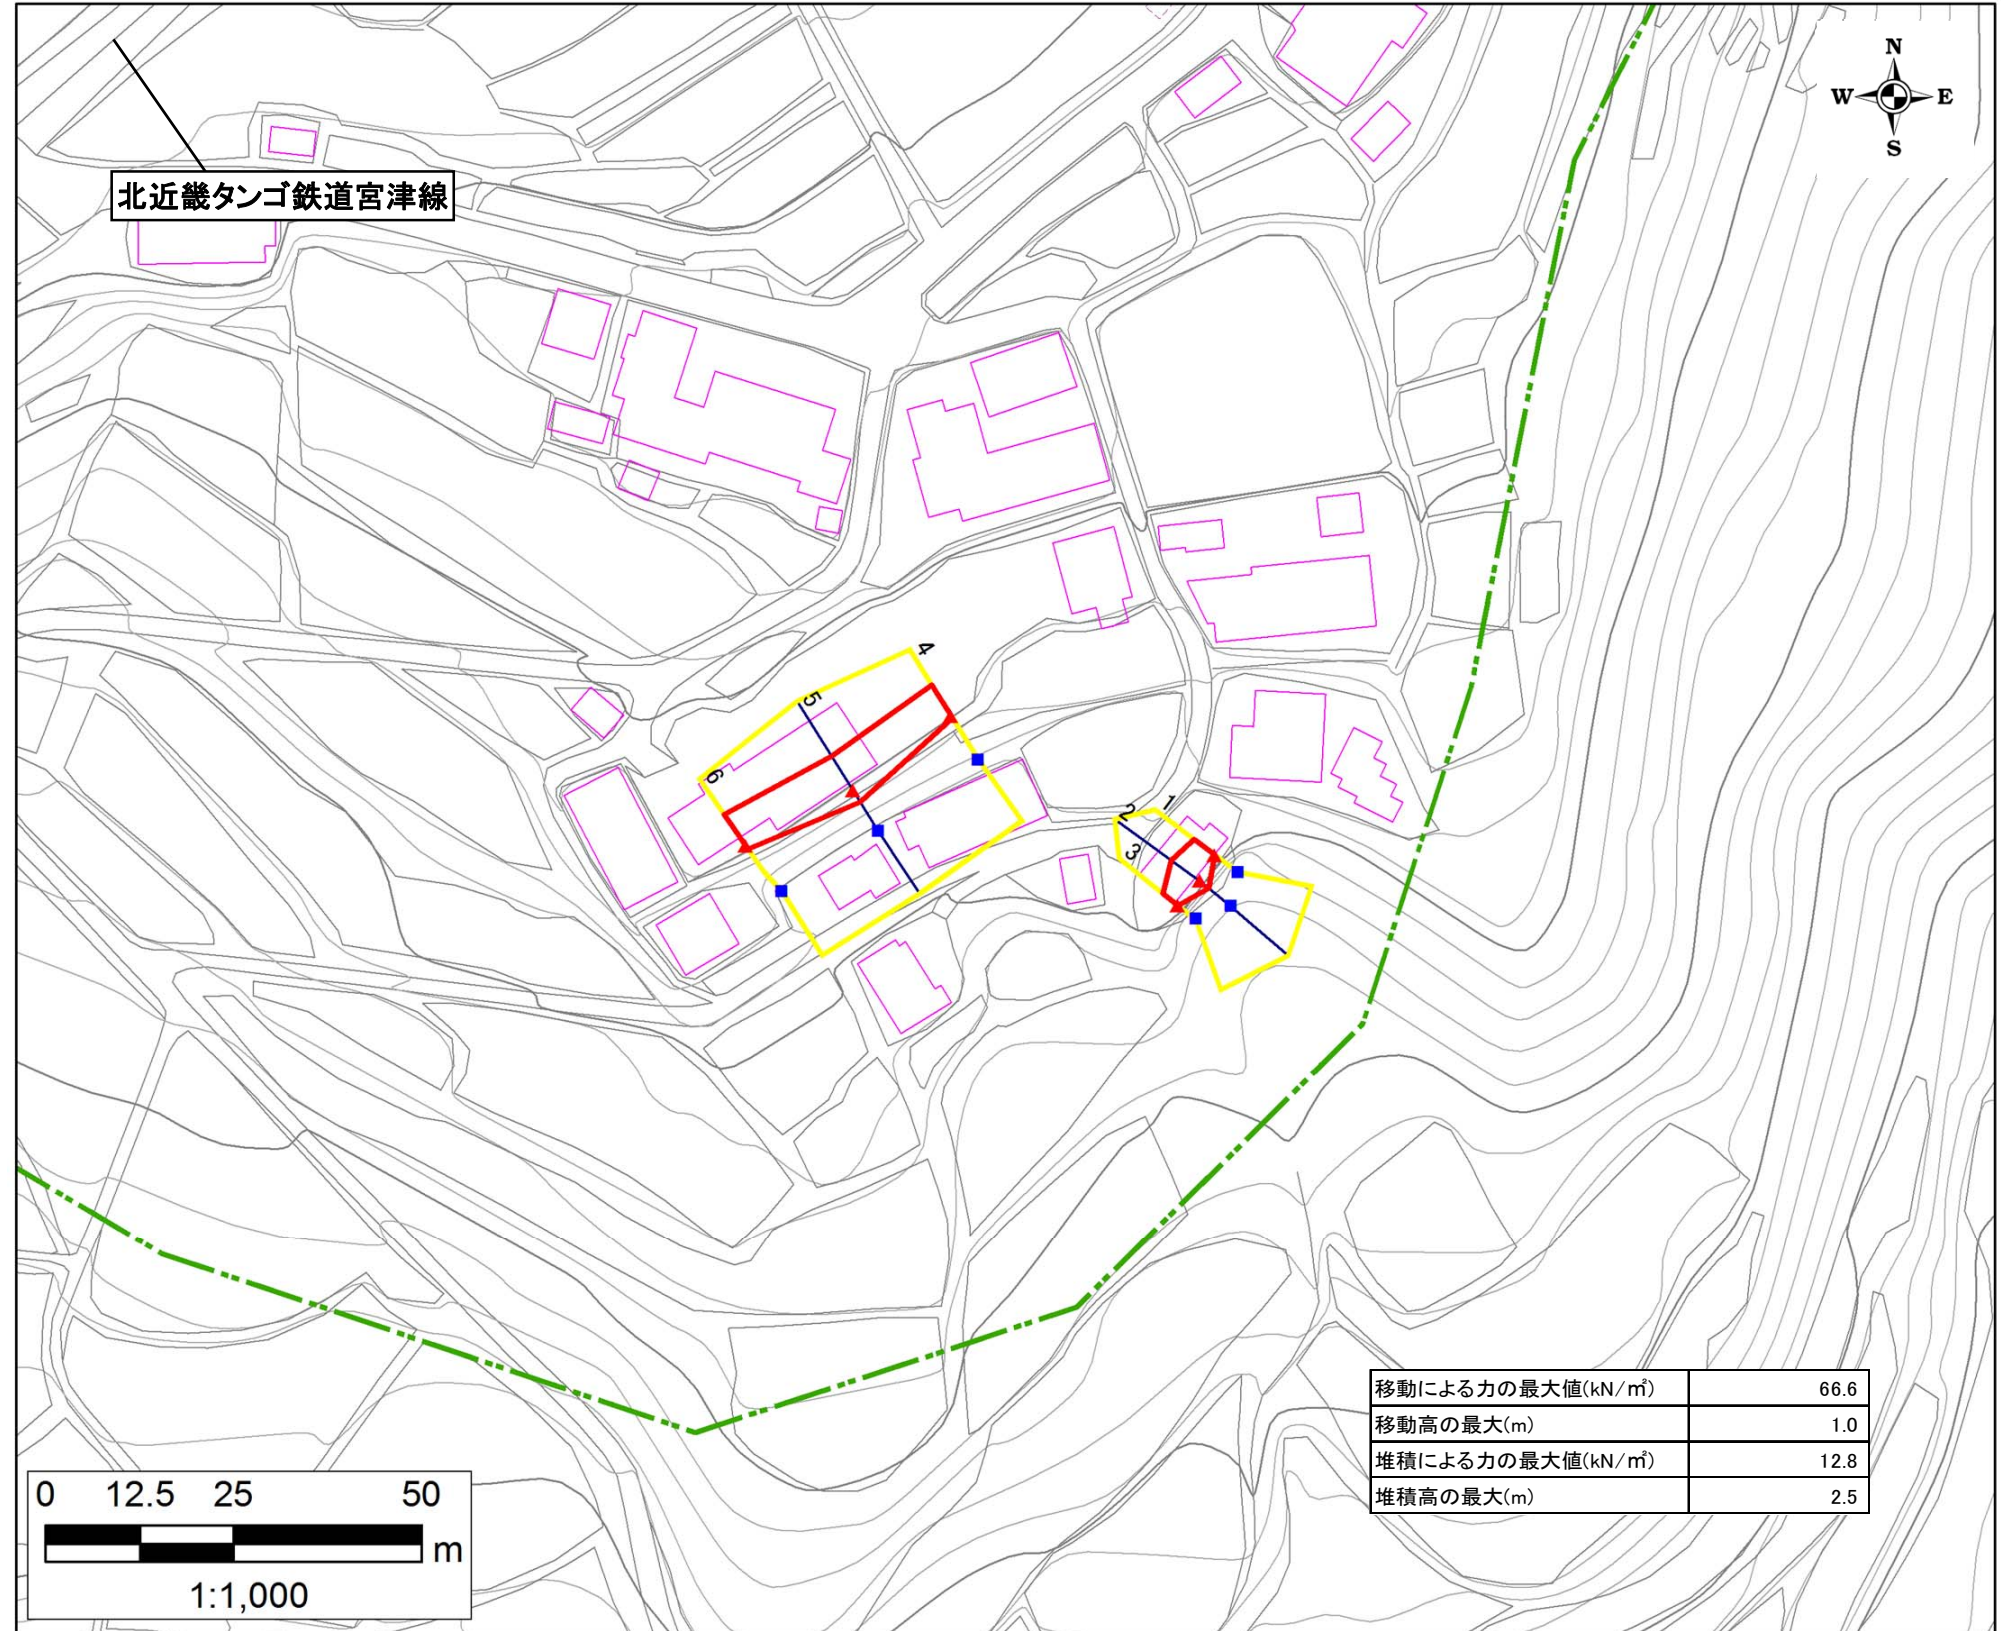 N
W E
S
北近畿タンゴ鉄道宮津線
4
5
6
1
2
3
移動による力の最大値(kN/㎡) 66.6
移動高の最大(m) 1.0
堆積による力の最大値(kN/㎡) 12.8
堆積高の最大(m) 2.5
0 12.5 25 50
m
1:1,000